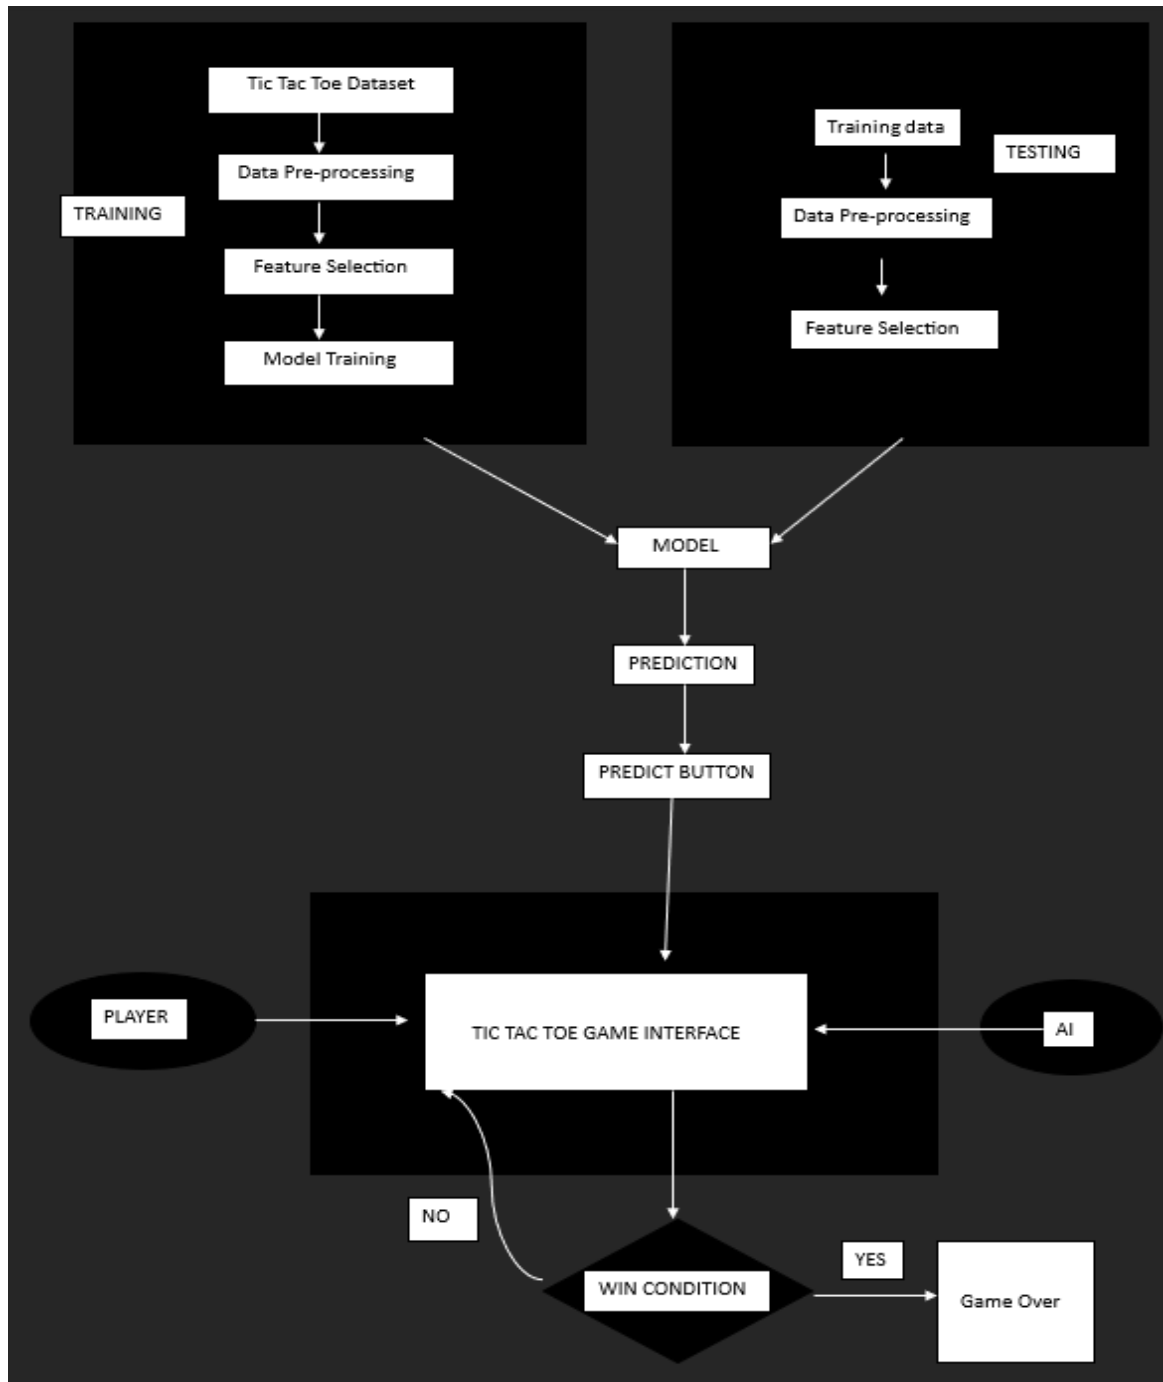 Tic Tac Toe Dataset
Data Pre-processing
TRAINING
Feature Selection
Model Training
Training data
TESTING
Data Pre-processing
Feature Selection
MODEL
PREDICTION
PREDICT BUTTON
PLAYER
TIC TAC TOE GAME INTERFACE
AI
NO
WIN CONDITION
YES
Game Over